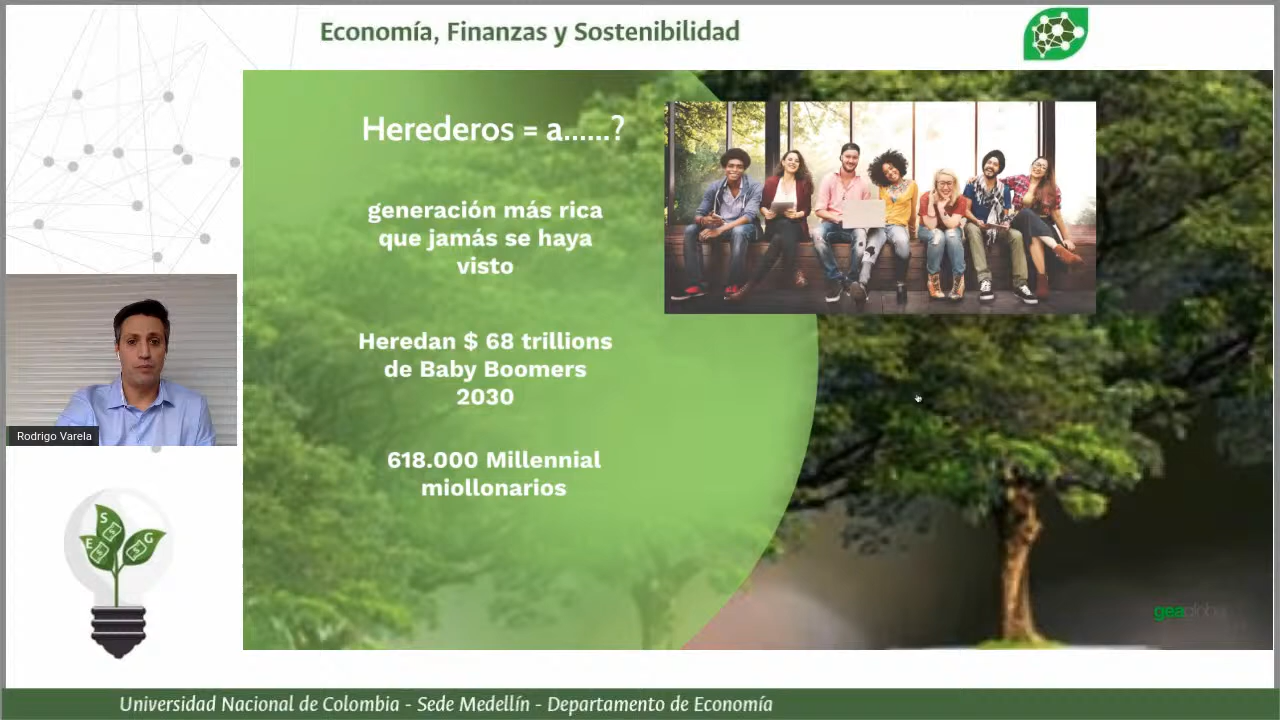 Economía, Finanzas y Sostenibilidad
Herederos = a......?
generación más rica
que jamás se haya
visto
Heredan $ 68 trillions
de Baby Boomers
2030
618.000 Millennial
miollonarios
Rodrigo Varela
S
E
G
geaglobal
Universidad Nacional de Colombia - Sede Medellín - Departamento de Economía